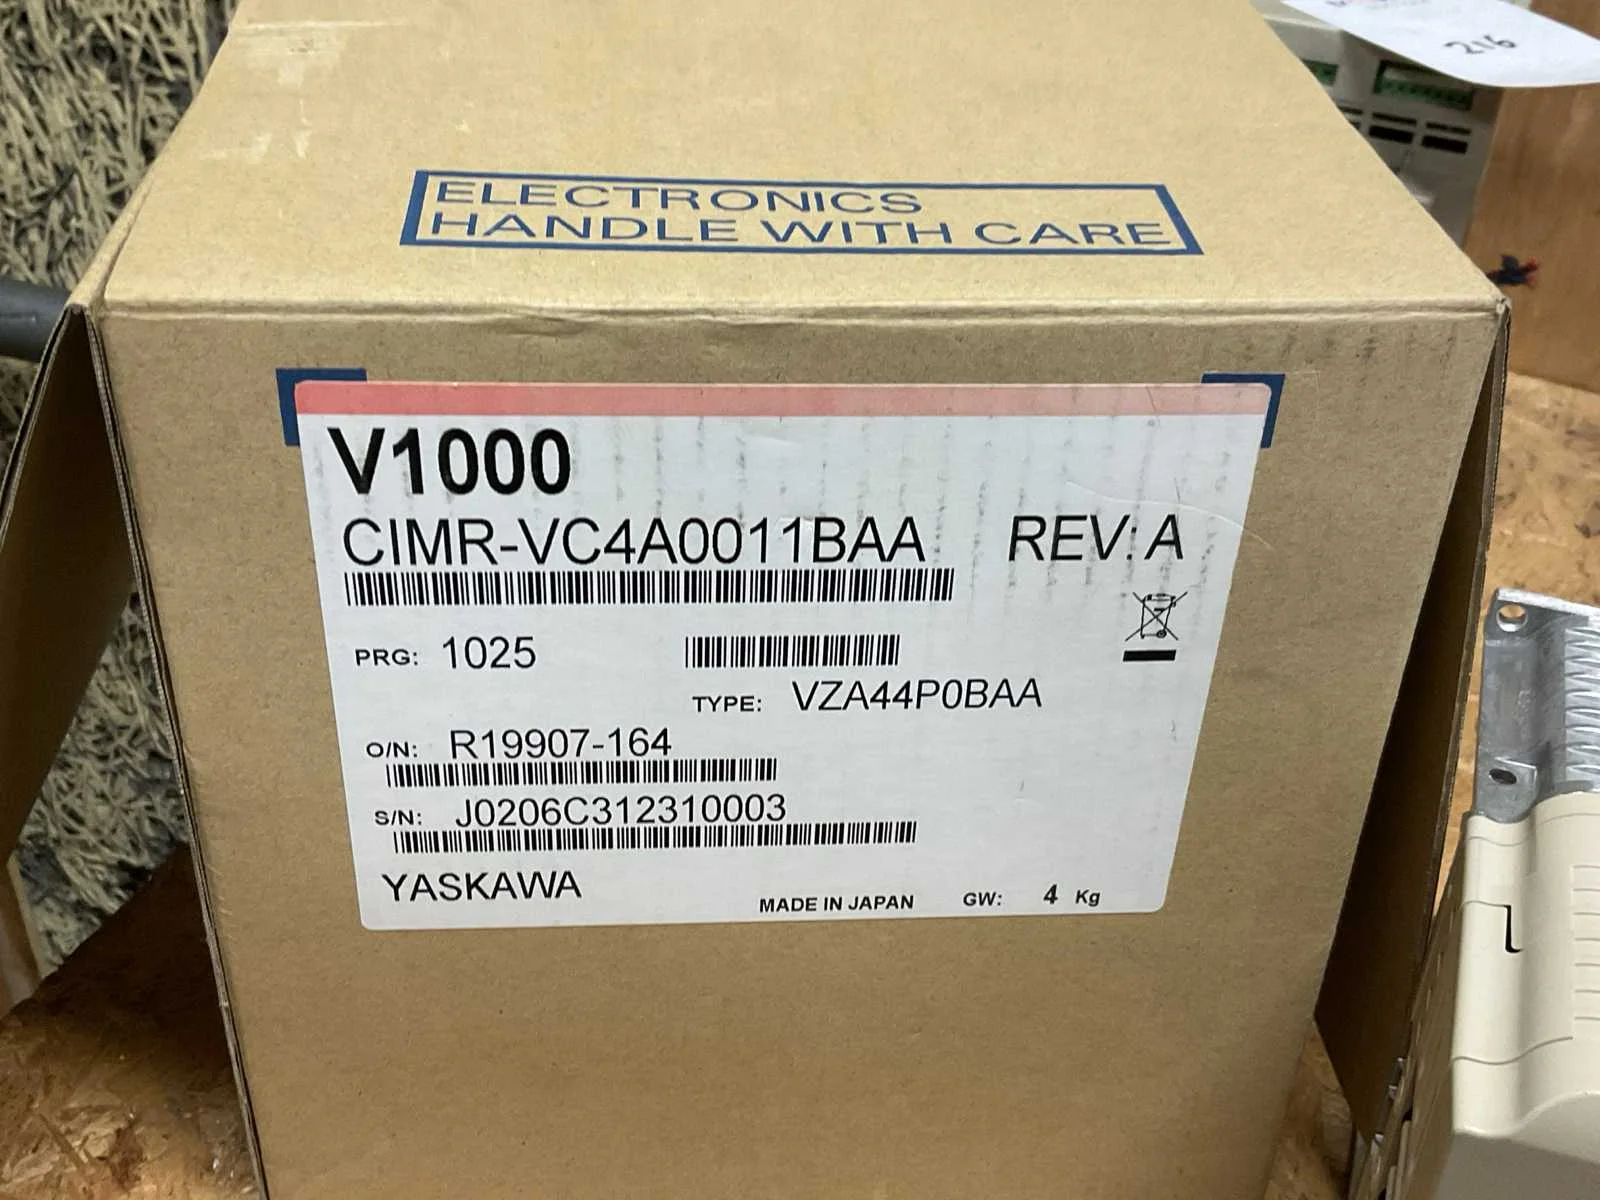 216
ELECTRONICS
HANDLE WITH CARE
V1000
CIMR-VC4A0011BAA REV: A
PRG: 1025
TYPE: VZA44P0BAA
O/N: R19907-164
S/N: J0206C312310003
YASKAWA MADE IN JAPAN GW: 4 Kg